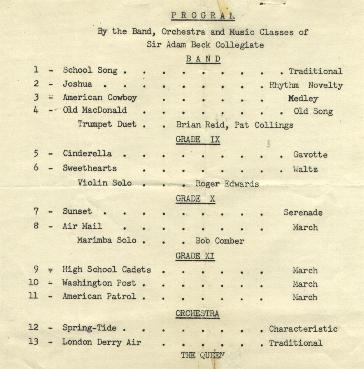 PROGRAM
By the Band, Orchestra and Music Classes of
Sir Adam Beck Collegiate
BAND
1 - School Song . . . . . . . . Traditional
2 - Joshua . . . . . . . . Rhythm Novelty
3 - American Cowboy . . . . . . Medley
4 - Old MacDonald . . . . . . Old Song
Trumpet Duet . . Brian Reid, Pat Collings
GRADE IX
5 - Cinderella . . . . . . . . Gavotte
6 - Sweethearts . . . . . . . Waltz
Violin Solo . . . Roger Edwards
GRADE X
7 - Sunset . . . . . . . . Serenade
8 - Air Mail . . . . . . . . March
Marimba Solo . . . Bob Comber
GRADE XI
9 - High School Cadets . . . . . . March
10 - Washington Post . . . . . . . March
11 - American Patrol . . . . . . . March
ORCHESTRA
12 - Spring-Tide . . . . . . . Characteristic
13 - London Derry Air . . . . . . Traditional
THE QUEEN